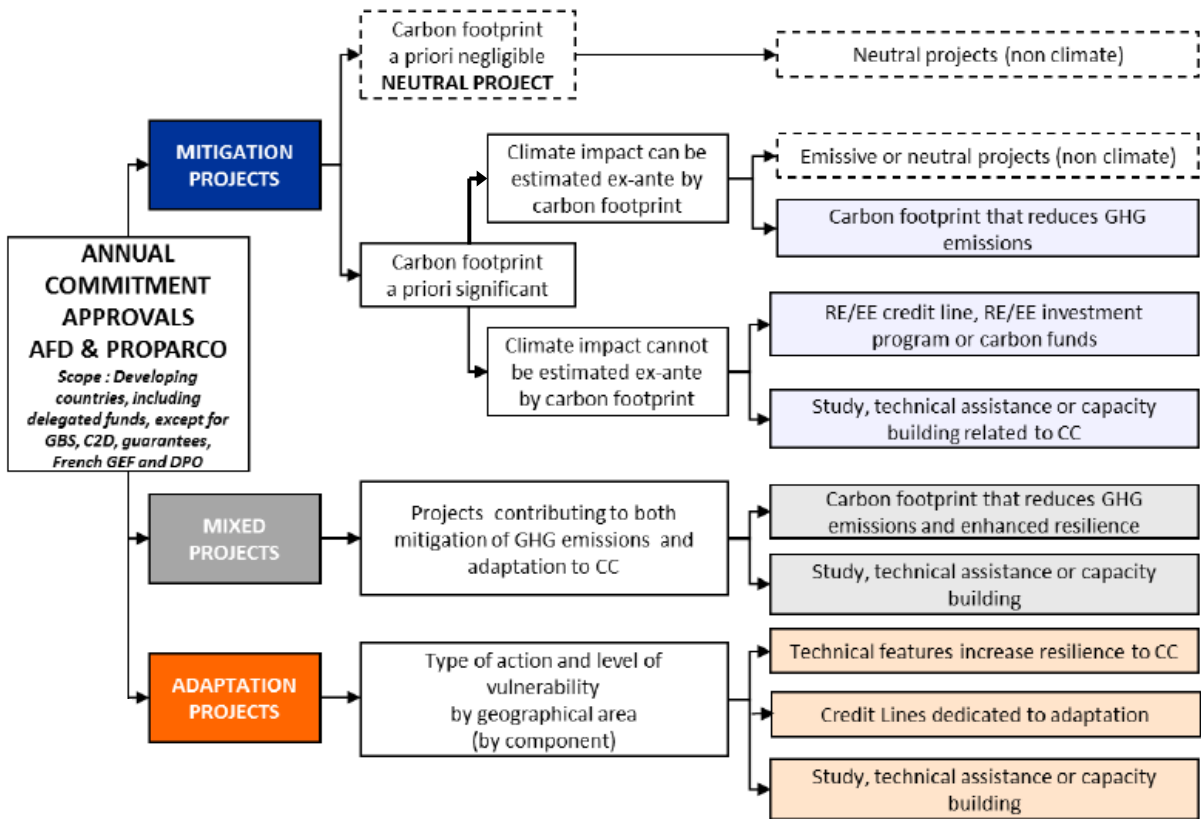 ANNUAL
COMMITMENT
APPROVALS
AFD & PROPARCO
Scope : Developing
countries, including
delegated funds, except for
GBS, C2D, guarantees,
French GEF and DPO
MITIGATION
PROJECTS
Carbon footprint
a priori negligible
NEUTRAL PROJECT
Neutral projects (non climate)
Carbon footprint
a priori significant
Climate impact can be
estimated ex-ante by
carbon footprint
Emissive or neutral projects (non climate)
Carbon footprint that reduces GHG
emissions
Climate impact cannot
be estimated ex-ante
by carbon footprint
RE/EE credit line, RE/EE investment
program or carbon funds
Study, technical assistance or capacity
building related to CC
MIXED
PROJECTS
Projects contributing to both
mitigation of GHG emissions and
adaptation to CC
Carbon footprint that reduces GHG
emissions and enhanced resilience
Study, technical assistance or capacity
building
ADAPTATION
PROJECTS
Type of action and level of
vulnerability
by geographical area
(by component)
Technical features increase resilience to CC
Credit Lines dedicated to adaptation
Study, technical assistance or capacity
building